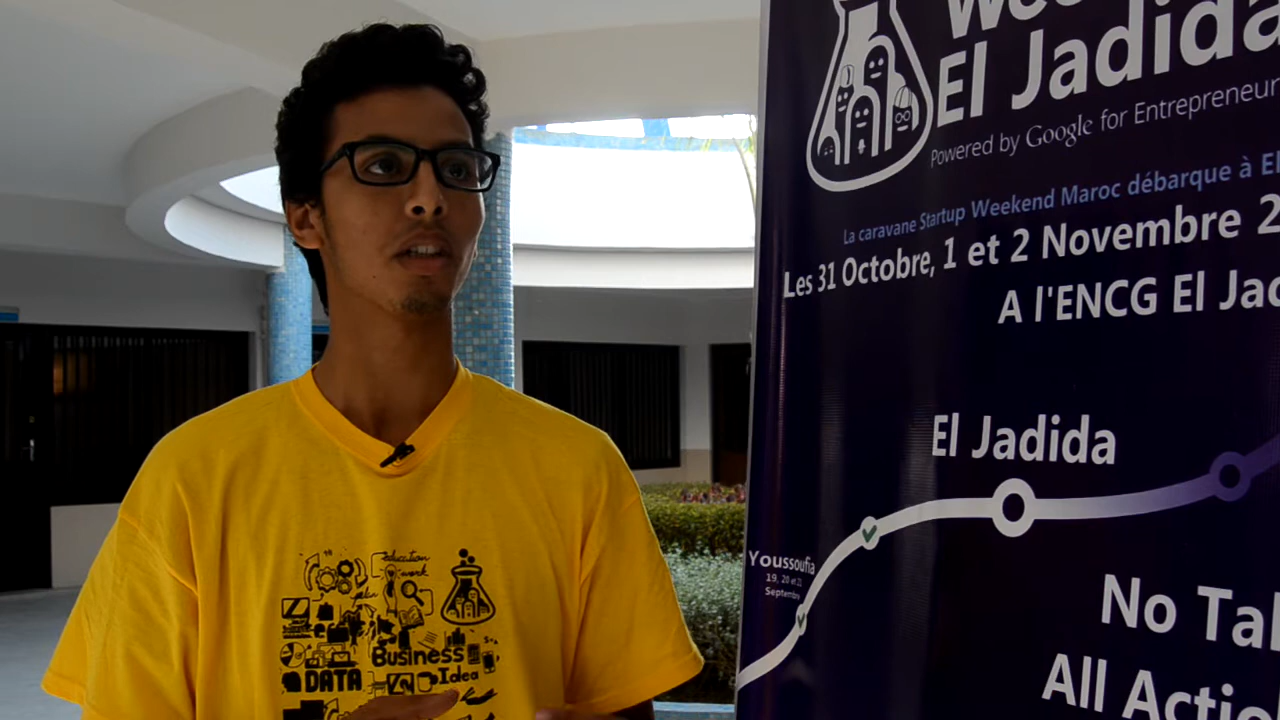 El Jadida
Powered by Google for Entrepreneur
La caravane Startup Weekend Maroc débarque à El
Les 31 Octobre, 1 et 2 Novembre 2
A l'ENCG El Jad
El Jadida
Youssoufia
19, 20 et 21
Septembre
No Tal
All Actio
education
work
Business
Idea
DATA